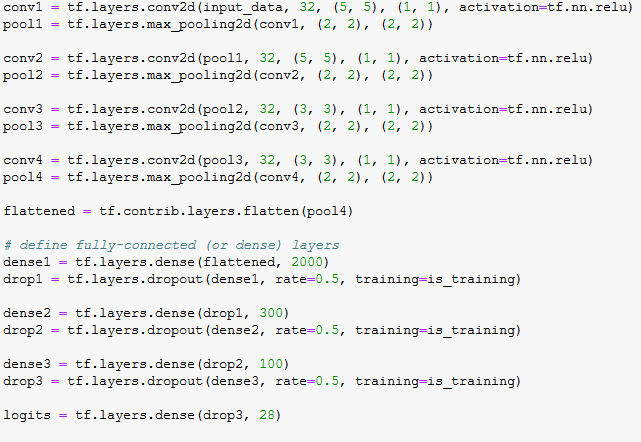 conv1 = tf.layers.conv2d(input_data, 32, (5, 5), (1, 1), activation=tf.nn.relu)
pool1 = tf.layers.max_pooling2d(conv1, (2, 2), (2, 2))
conv2 = tf.layers.conv2d(pool1, 32, (5, 5), (1, 1), activation=tf.nn.relu)
pool2 = tf.layers.max_pooling2d(conv2, (2, 2), (2, 2))
conv3 = tf.layers.conv2d(pool2, 32, (3, 3), (1, 1), activation=tf.nn.relu)
pool3 = tf.layers.max_pooling2d(conv3, (2, 2), (2, 2))
conv4 = tf.layers.conv2d(pool3, 32, (3, 3), (1, 1), activation=tf.nn.relu)
pool4 = tf.layers.max_pooling2d(conv4, (2, 2), (2, 2))
flattened = tf.contrib.layers.flatten(pool4)
# define fully-connected (or dense) layers
dense1 = tf.layers.dense(flattened, 2000)
drop1 = tf.layers.dropout(dense1, rate=0.5, training=is_training)
dense2 = tf.layers.dense(drop1, 300)
drop2 = tf.layers.dropout(dense2, rate=0.5, training=is_training)
dense3 = tf.layers.dense(drop2, 100)
drop3 = tf.layers.dropout(dense3, rate=0.5, training=is_training)
logits = tf.layers.dense(drop3, 28)